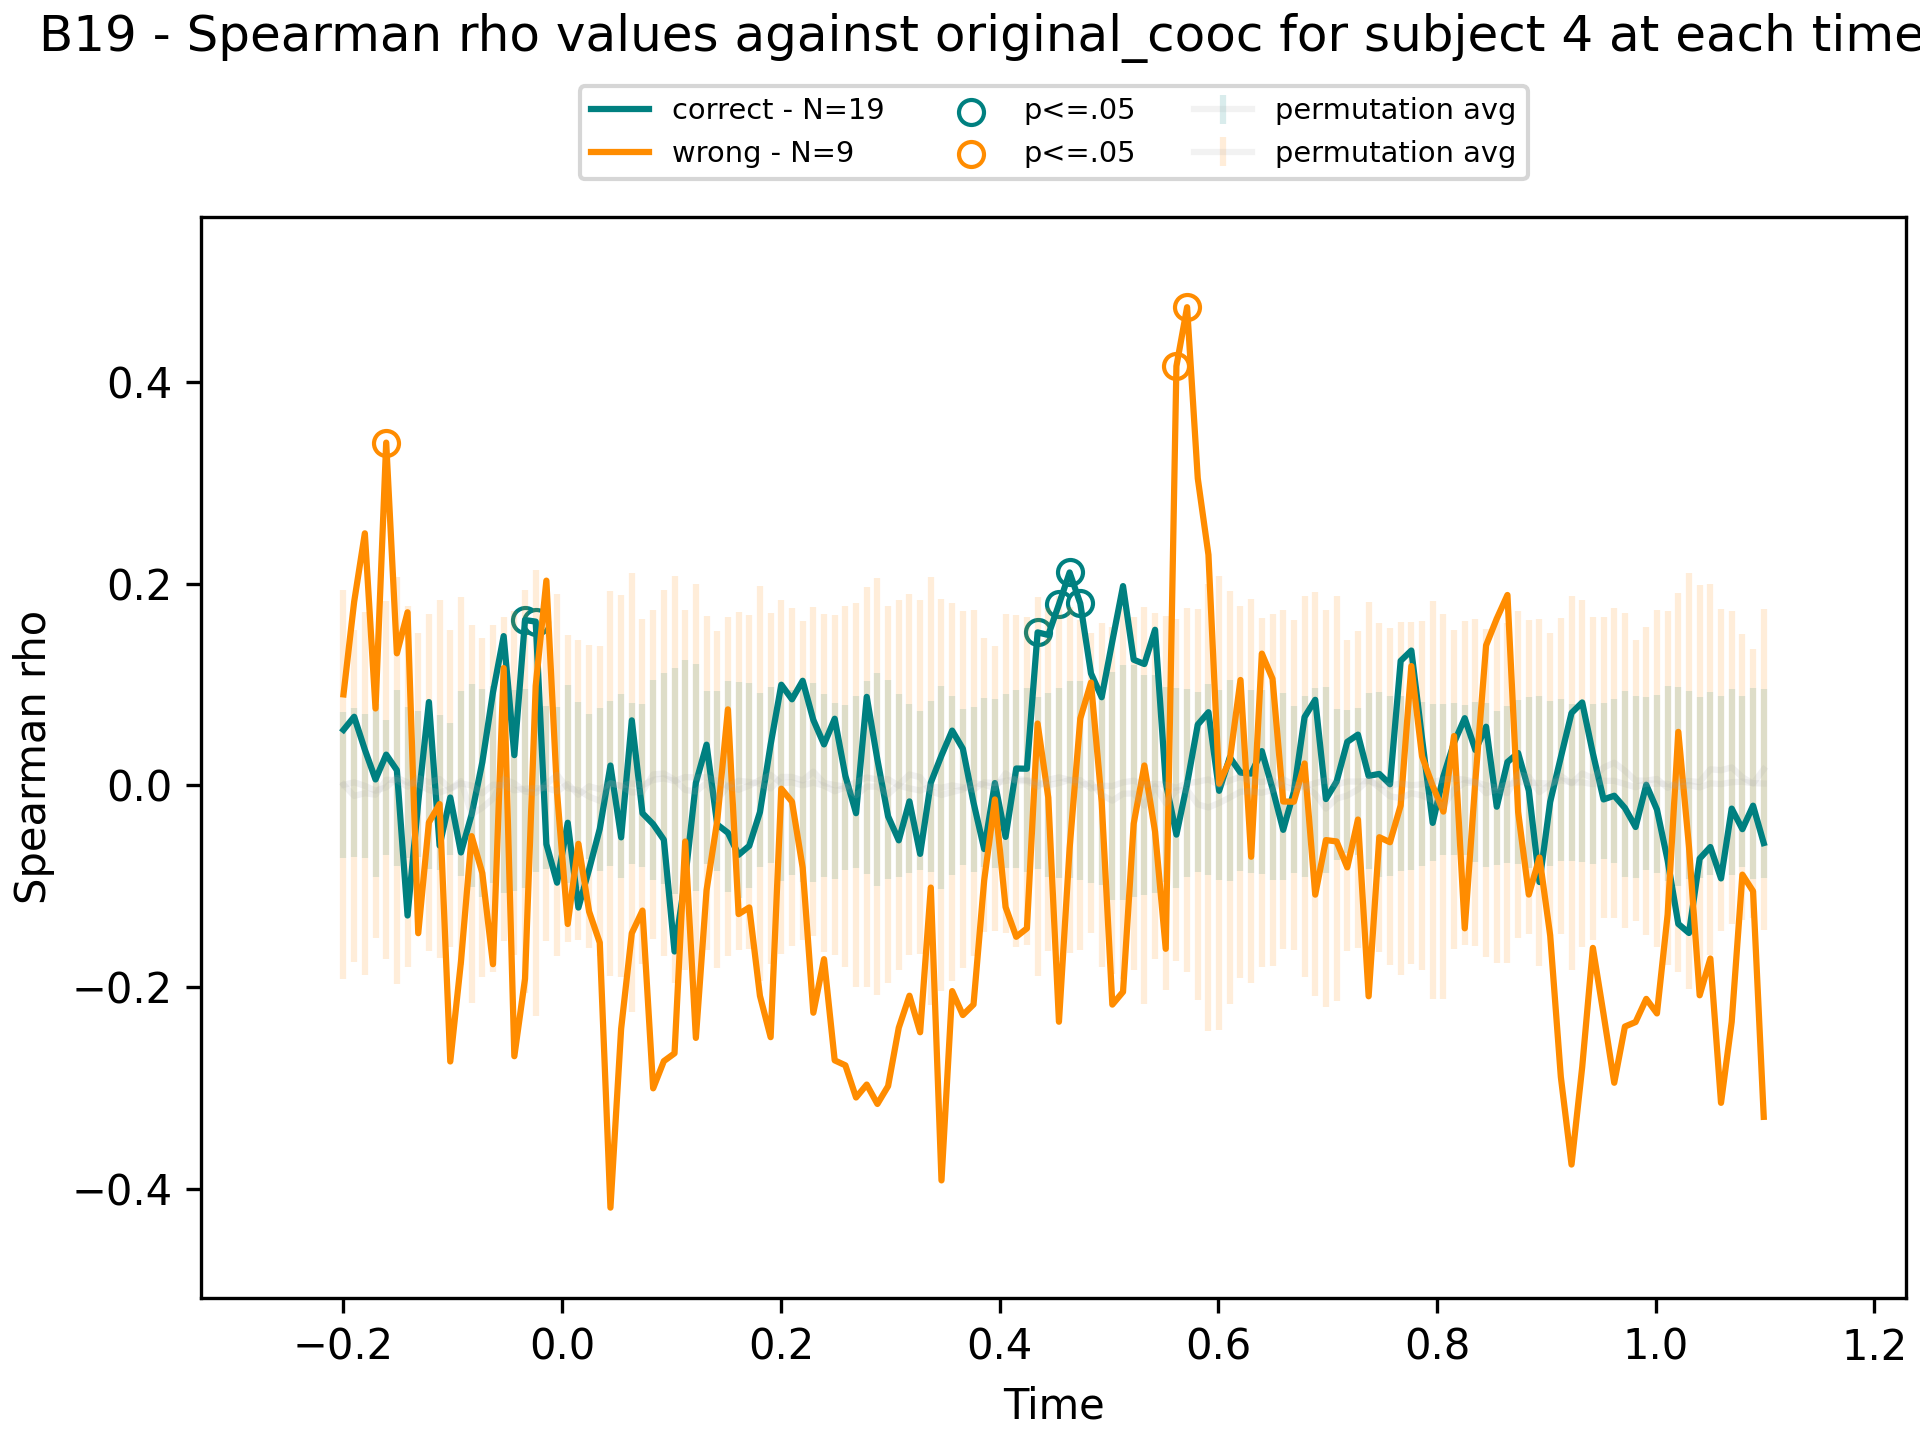 B19 - Spearman rho values against original_cooc for subject 4 at each time
correct - N=19 p<=.05 permutation avg
wrong - N=9 p<=.05 permutation avg
Spearman rho
0.4
0.2
0.0
−0.2
−0.4
−0.2 0.0 0.2 0.4 0.6 0.8 1.0 1.2
Time